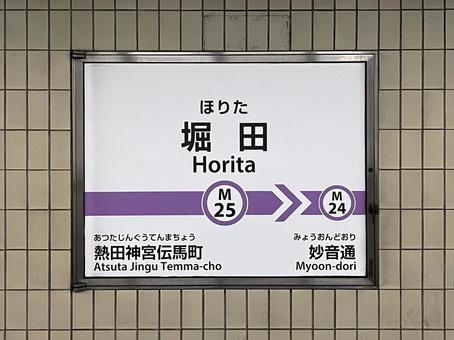 ほりた
堀田
Horita
M
25
M
24
あつたじんぐうてんまちょう
熱田神宮伝馬町
Atsuta Jingu Temma-cho
みょうおんどおり
妙音通
Myoon-dori